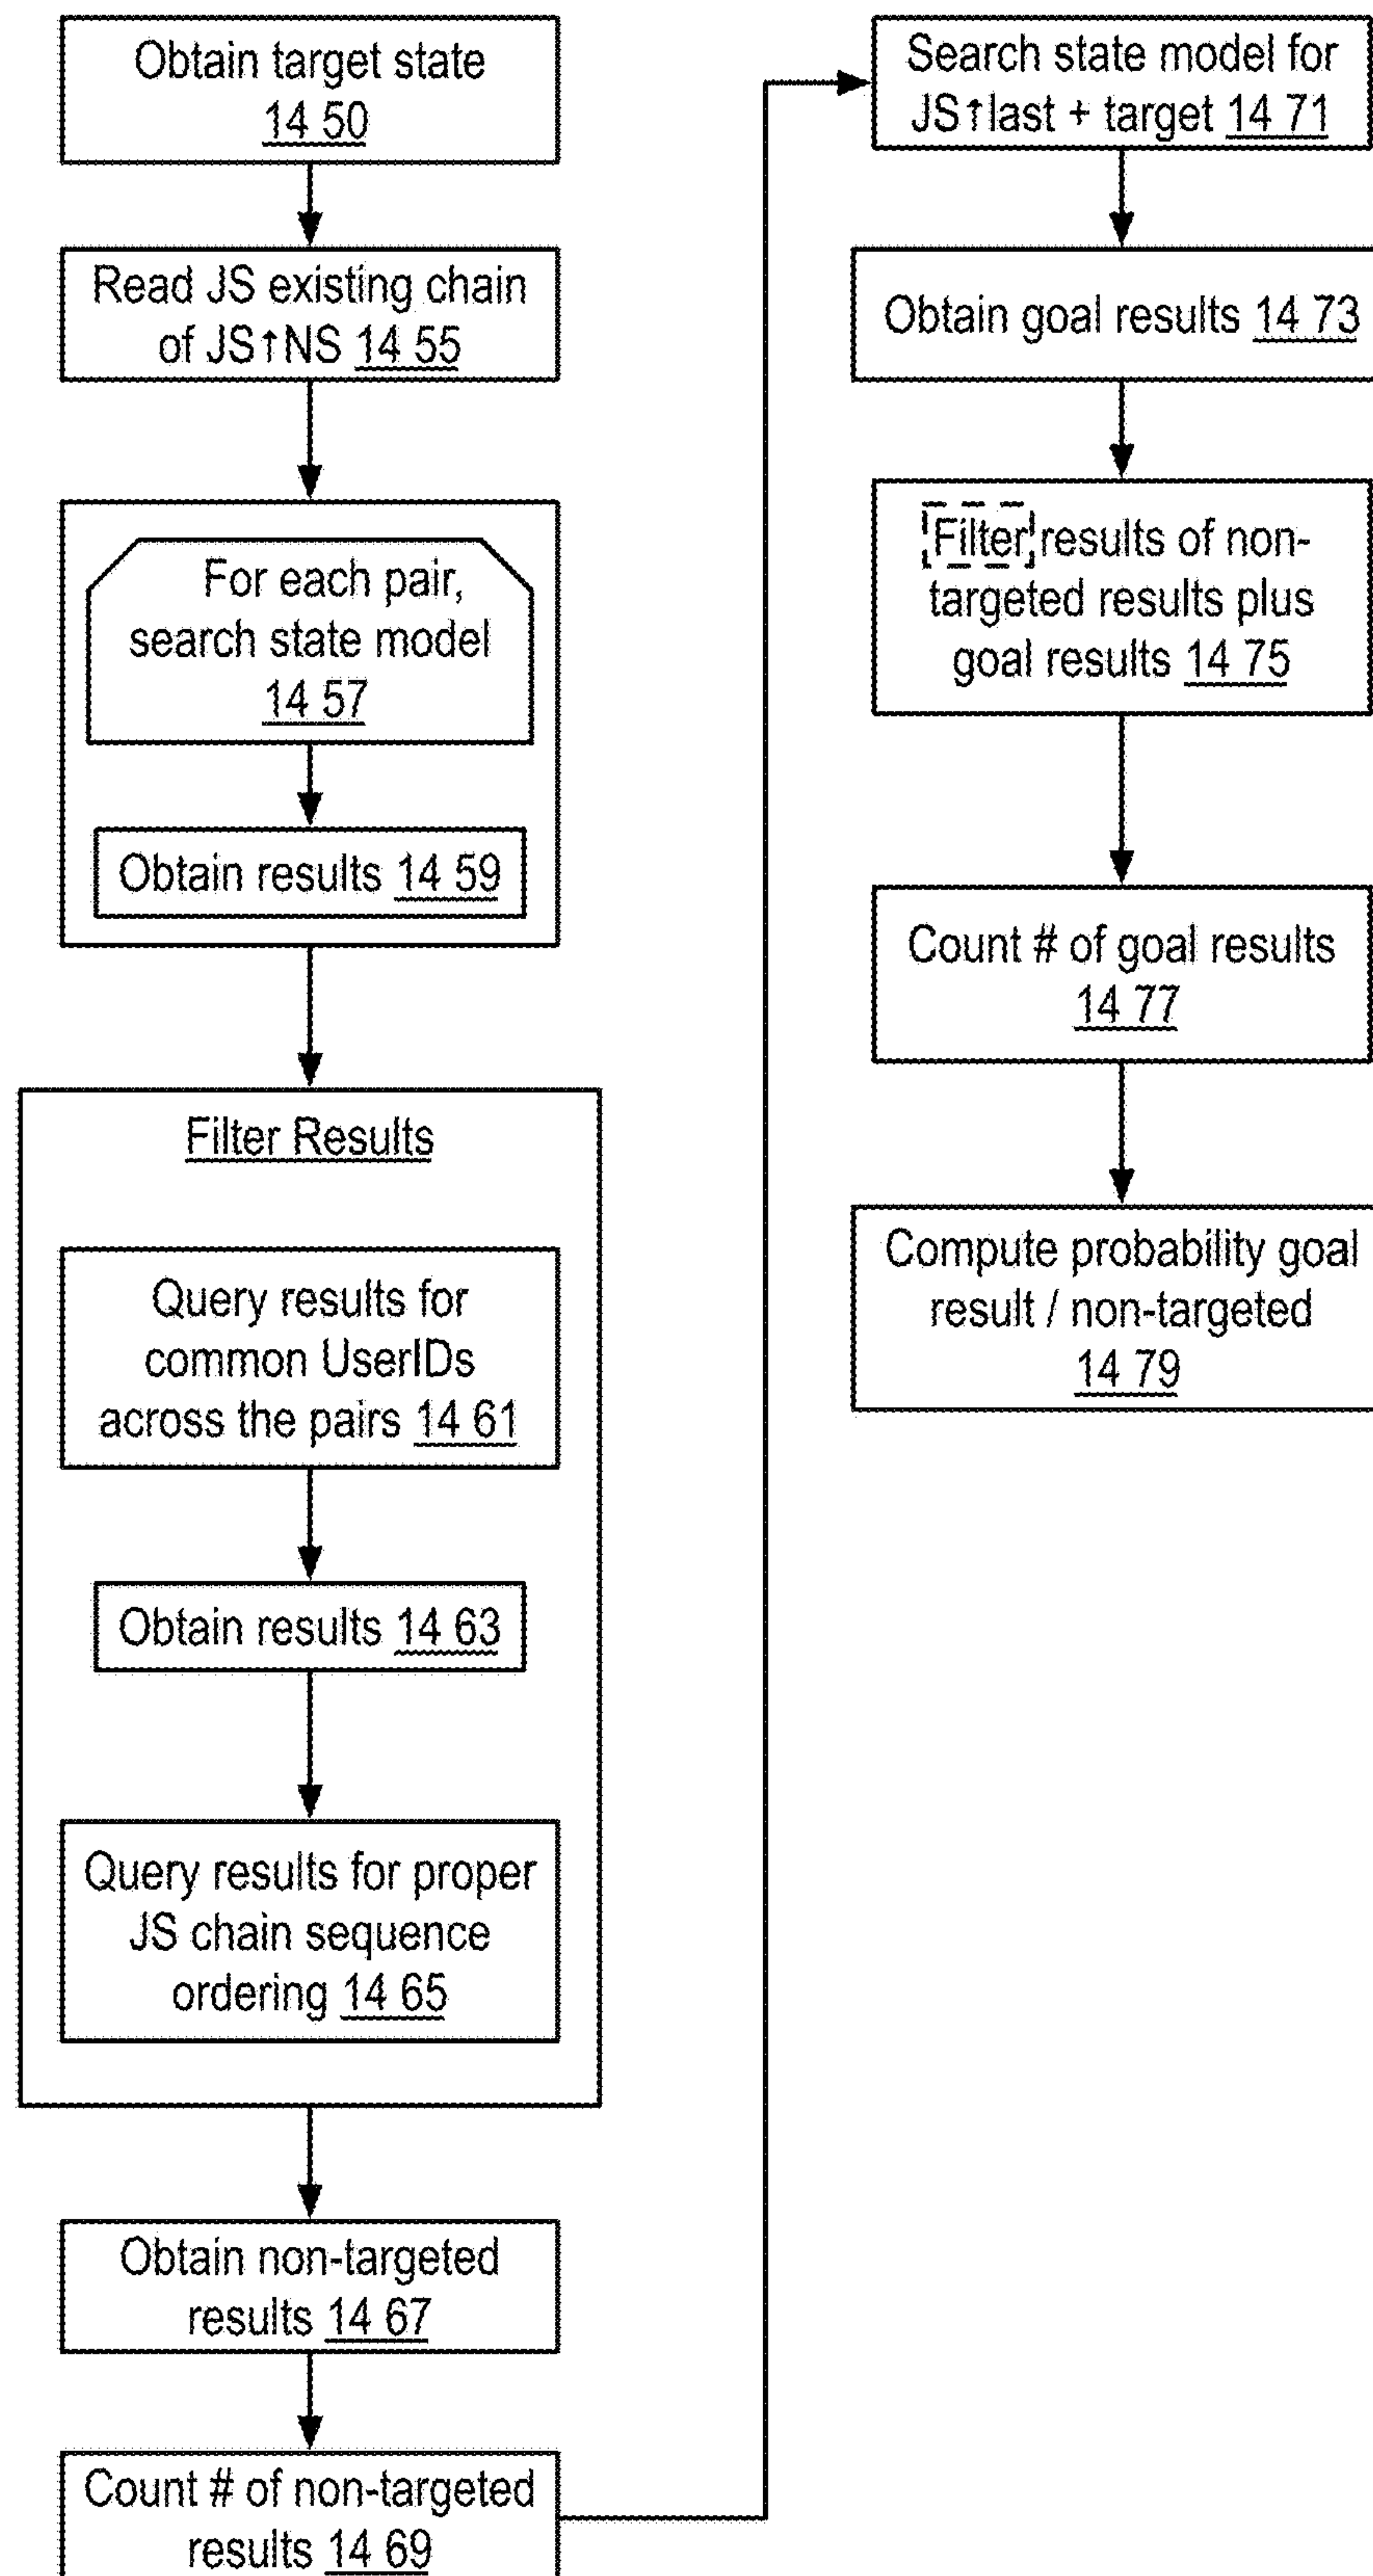 Obtain target state
14 50
Read JS existing chain
of JS↑NS 14 55
For each pair,
search state model
14 57
Obtain results 14 59
Filter Results
Query results for
common UserIDs
across the pairs 14 61
Obtain results 14 63
Query results for proper
JS chain sequence
ordering 14 65
Obtain non-targeted
results 14 67
Count # of non-targeted
results 14 69
Search state model for
JS↑last + target 14 71
Obtain goal results 14 73
Filter results of non-
targeted results plus
goal results 14 75
Count # of goal results
14 77
Compute probability goal
result / non-targeted
14 79